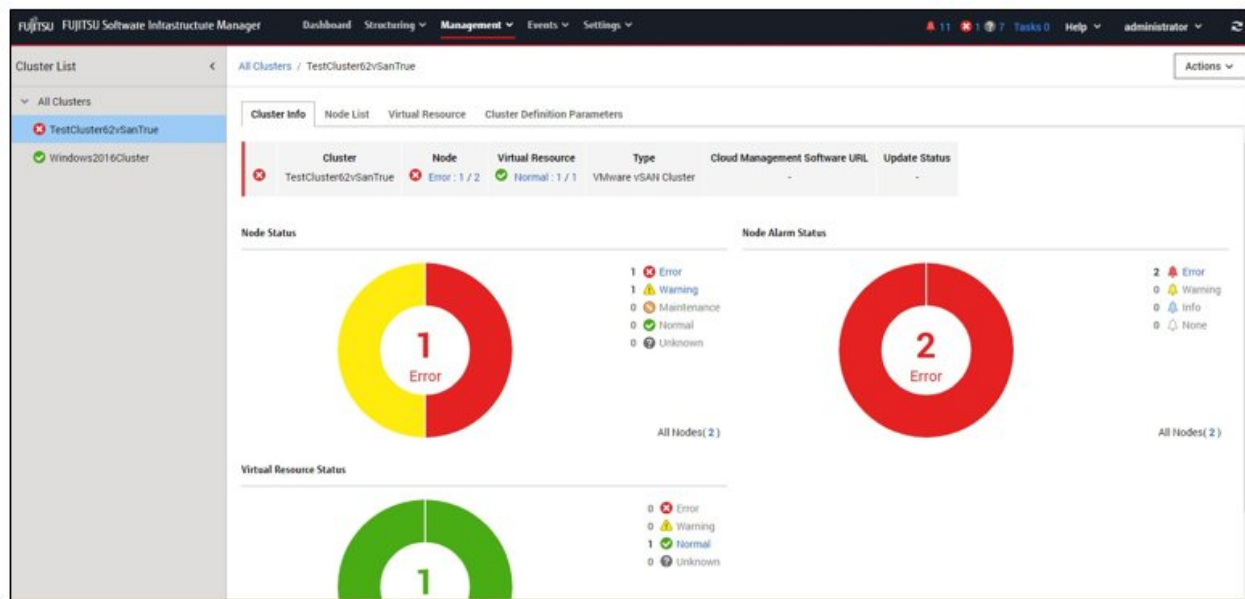 FUJITSU FUJITSU Software Infrastructure Manager Dashboard Structuring Management Events Settings 11 1 7 Tasks 0 Help administrator
Cluster List
All Clusters / TestCluster62vSanTrue Actions
All Clusters
TestCluster62vSanTrue
Windows2016Cluster
Cluster Info Node List Virtual Resource Cluster Definition Parameters
Cluster Node Virtual Resource Type Cloud Management Software URL Update Status
TestCluster62vSanTrue Error : 1 / 2 Normal : 1 / 1 VMware vSAN Cluster - -
Node Status
1 Error
1 Error
1 Warning
0 Maintenance
0 Normal
0 Unknown
All Nodes( 2 )
Node Alarm Status
2 Error
2 Error
0 Warning
0 Info
0 None
All Nodes( 2 )
Virtual Resource Status
1
0 Error
0 Warning
1 Normal
0 Unknown